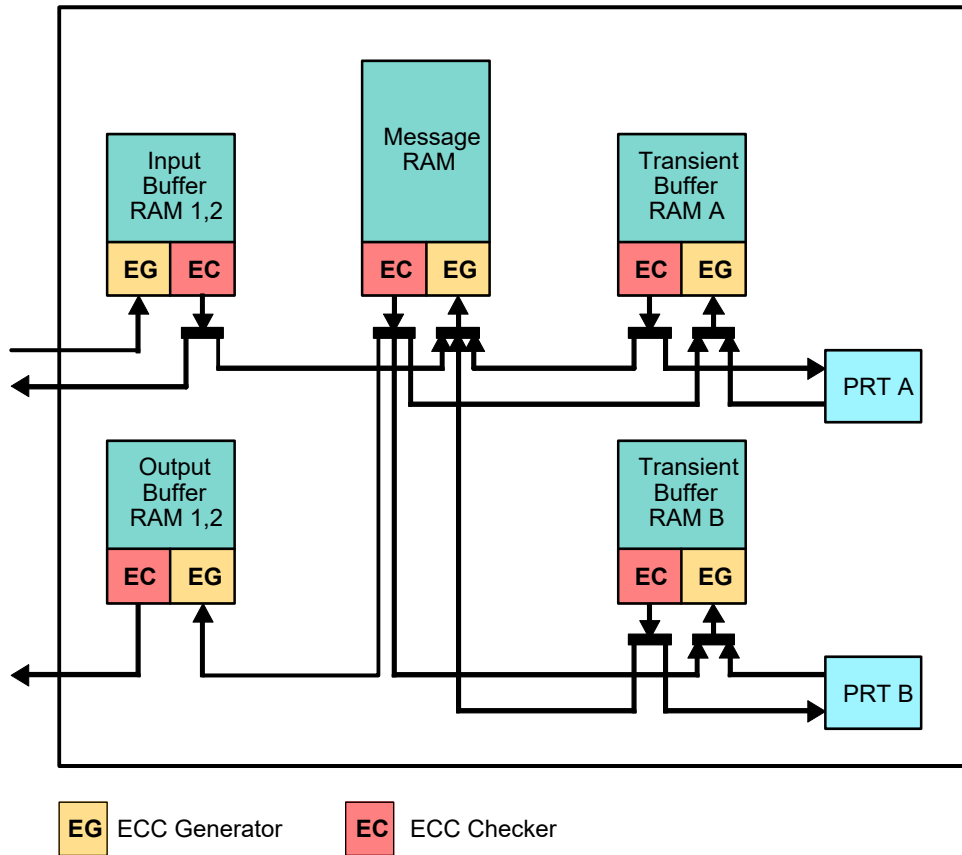 Input
Buffer
RAM 1,2
EG
EC
Message
RAM
EC
EG
Transient
Buffer
RAM A
EC
EG
PRT A
Output
Buffer
RAM 1,2
EC
EG
Transient
Buffer
RAM B
EC
EG
PRT B
EG ECC Generator
EC ECC Checker